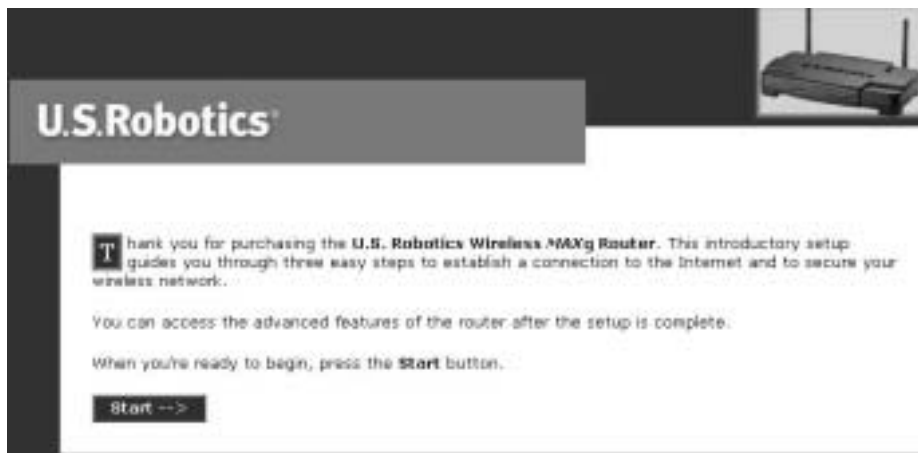 U.S.Robotics
Thank you for purchasing the U.S. Robotics Wireless MAXg Router. This introductory setup
guides you through three easy steps to establish a connection to the Internet and to secure your
wireless network.
You can access the advanced features of the router after the setup is complete.
When you're ready to begin, press the Start button.
Start -->